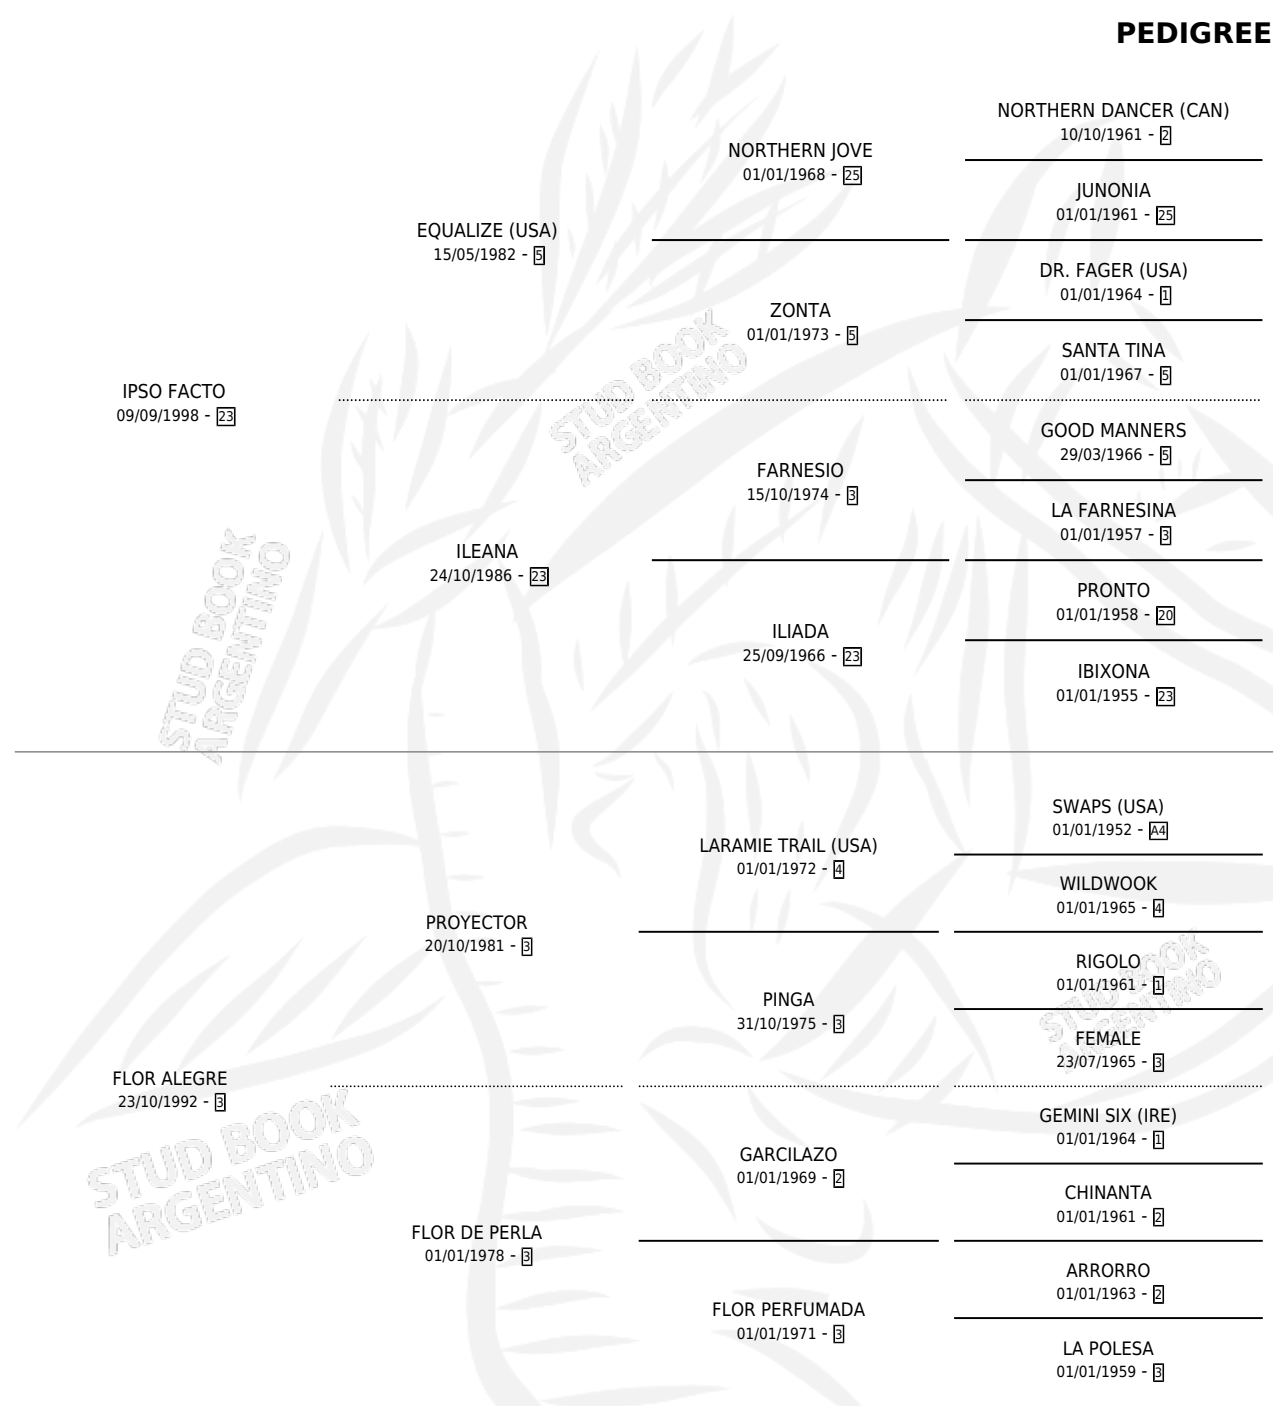 PEDIGREE
NORTHERN DANCER (CAN)
10/10/1961 - 2
NORTHERN JOVE
01/01/1968 - 25
JUNONIA
01/01/1961 - 25
EQUALIZE (USA)
15/05/1982 - 5
DR. FAGER (USA)
01/01/1964 - 1
ZONTA
01/01/1973 - 5
SANTA TINA
01/01/1967 - 5
IPSO FACTO
09/09/1998 - 23
GOOD MANNERS
29/03/1966 - 5
FARNESIO
15/10/1974 - 3
LA FARNESINA
01/01/1957 - 3
ILEANA
24/10/1986 - 23
PRONTO
01/01/1958 - 20
ILIADA
25/09/1966 - 23
IBIXONA
01/01/1955 - 23
SWAPS (USA)
01/01/1952 - A4
LARAMIE TRAIL (USA)
01/01/1972 - 4
WILDWOOK
01/01/1965 - 4
PROYECTOR
20/10/1981 - 3
RIGOLO
01/01/1961 - 1
PINGA
31/10/1975 - 3
FEMALE
23/07/1965 - 3
FLOR ALEGRE
23/10/1992 - 3
GEMINI SIX (IRE)
01/01/1964 - 1
GARCILAZO
01/01/1969 - 2
CHINANTA
01/01/1961 - 2
FLOR DE PERLA
01/01/1978 - 3
ARRORRO
01/01/1963 - 2
FLOR PERFUMADA
01/01/1971 - 3
LA POLESA
01/01/1959 - 3
STUD BOOK
ARGENTINO
STUD BOOK
ARGENTINO
STUD BOOK
ARGENTINO
STUD BOOK
ARGENTINO